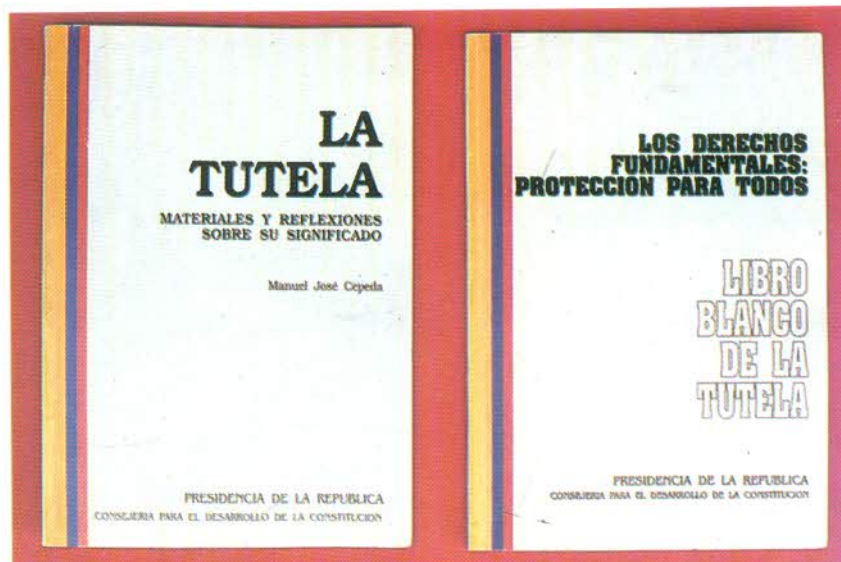 LA
TUTELA
MATERIALES Y REFLEXIONES
SOBRE SU SIGNIFICADO
Manuel José Cepeda
PRESIDENCIA DE LA REPUBLICA
CONSEJERIA PARA EL DESARROLLO DE LA CONSTITUCION
LOS DERECHOS
FUNDAMENTALES:
PROTECCION PARA TODOS
LIBRO
BLANCO
DE LA
TUTELA
PRESIDENCIA DE LA REPUBLICA
CONSEJERIA PARA EL DESARROLLO DE LA CONSTITUCION